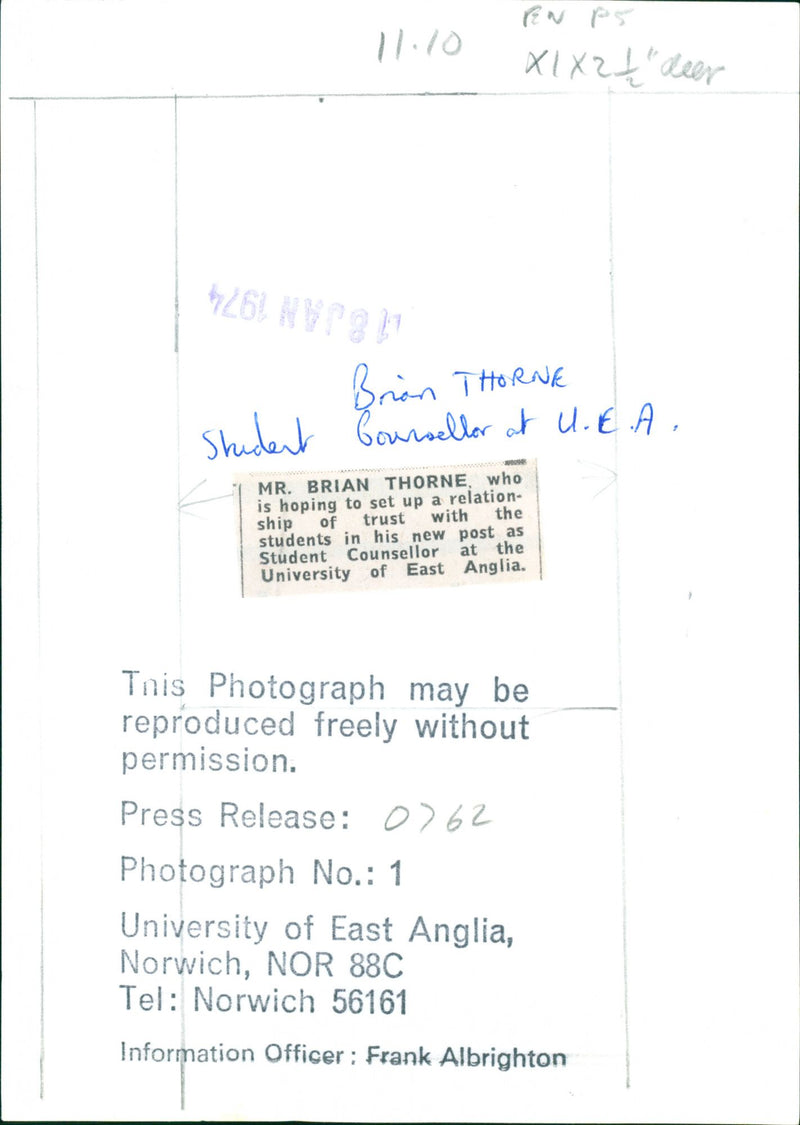 EN P5
11.10
X1X2½" deep
18 JAN 1974
Brian THORNE
Student Counsellor at U.E.A.
MR. BRIAN THORNE, who
is hoping to set up a relation-
ship of trust with the
students in his new post as
Student Counsellor at the
University of East Anglia.
This Photograph may be
reproduced freely without
permission.
Press Release: 0762
Photograph No.: 1
University of East Anglia,
Norwich, NOR 88C
Tel: Norwich 56161
Information Officer: Frank Albrighton